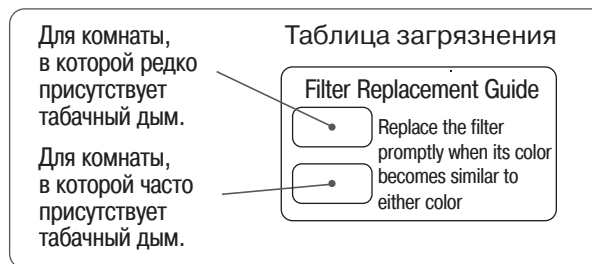 Для комнаты,
в которой редко
присутствует
табачный дым.
Для комнаты,
в которой часто
присутствует
табачный дым.
Таблица загрязнения
Filter Replacement Guide
Replace the filter
promptly when its color
becomes similar to
either color